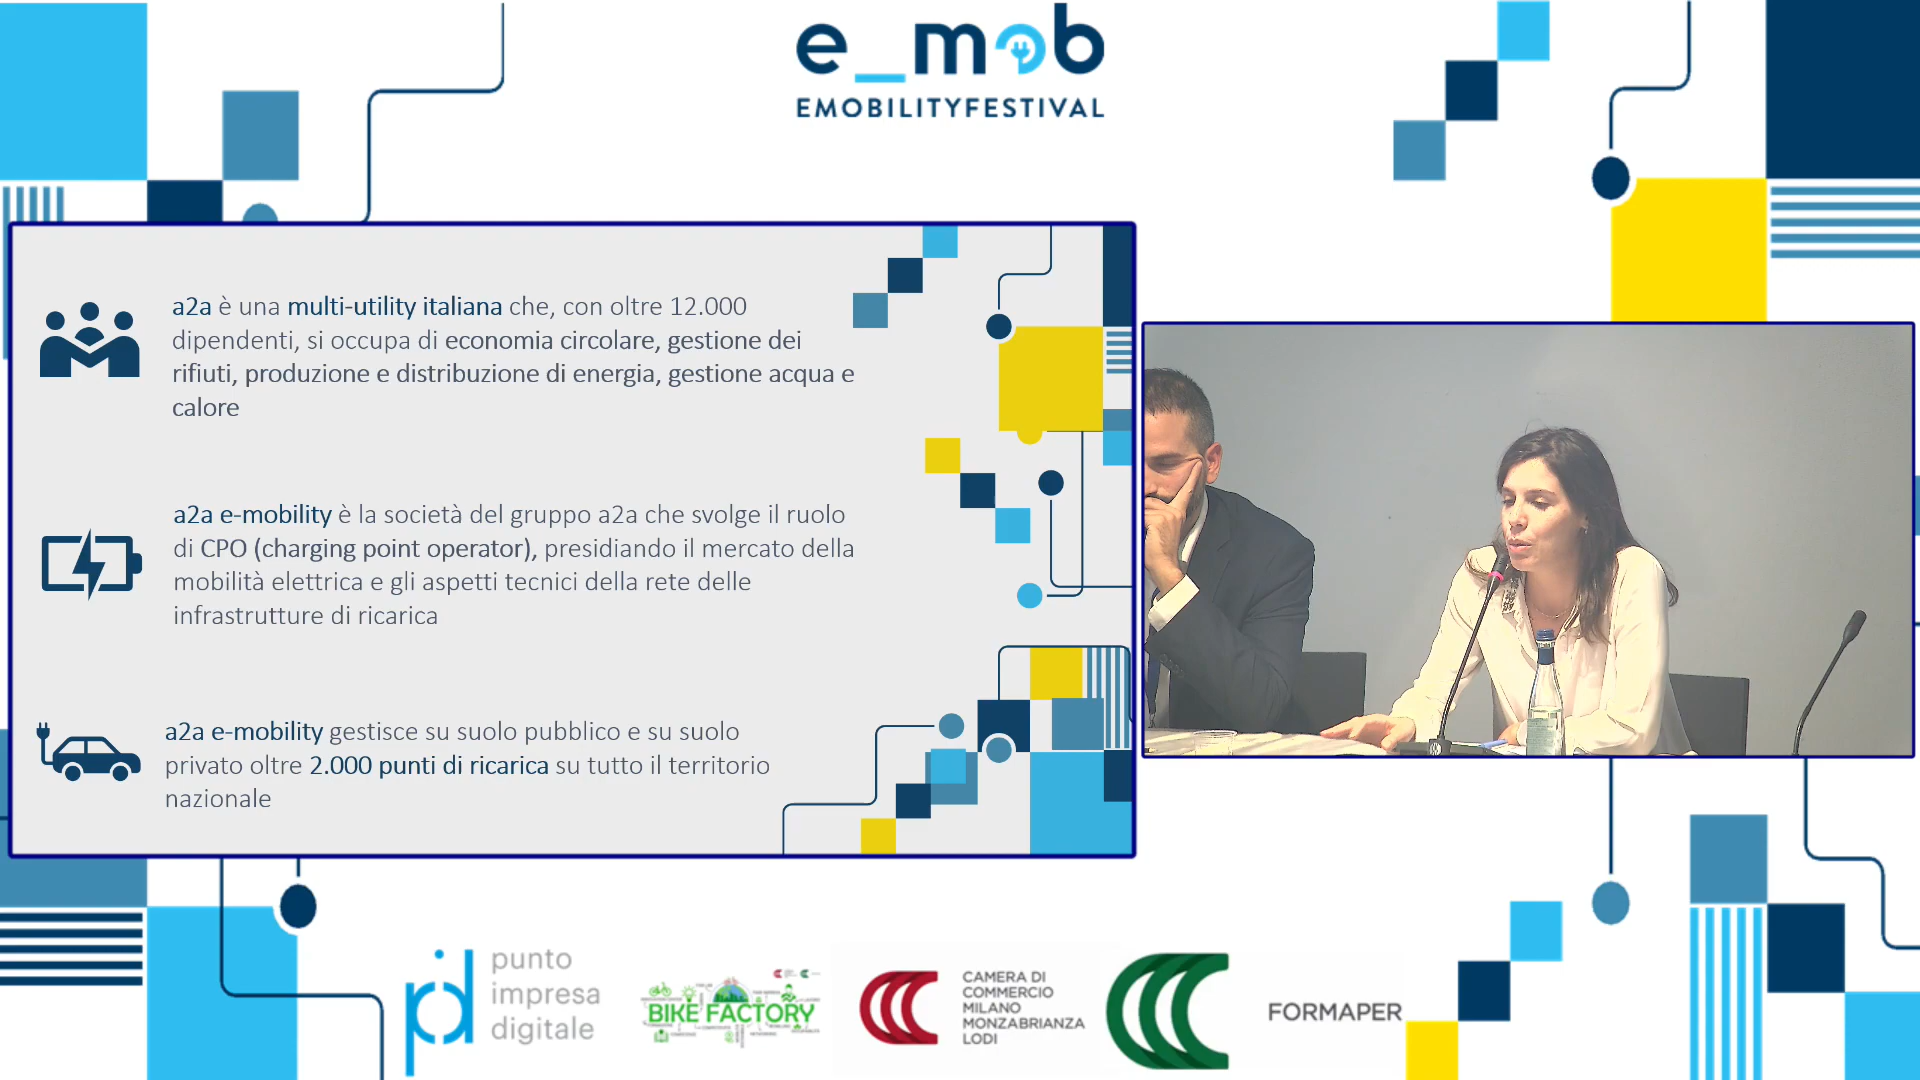 e_mob
EMOBILITYFESTIVAL
a2a è una multi-utility italiana che, con oltre 12.000
dipendenti, si occupa di economia circolare, gestione dei
rifiuti, produzione e distribuzione di energia, gestione acqua e
calore
a2a e-mobility è la società del gruppo a2a che svolge il ruolo
di CPO (charging point operator), presidiando il mercato della
mobilità elettrica e gli aspetti tecnici della rete delle
infrastrutture di ricarica
a2a e-mobility gestisce su suolo pubblico e su suolo
privato oltre 2.000 punti di ricarica su tutto il territorio
nazionale
pid
punto
impresa
digitale
BIKE FACTORY
CAMERA DI
COMMERCIO
MILANO
MONZABRIANZA
LODI
FORMAPER